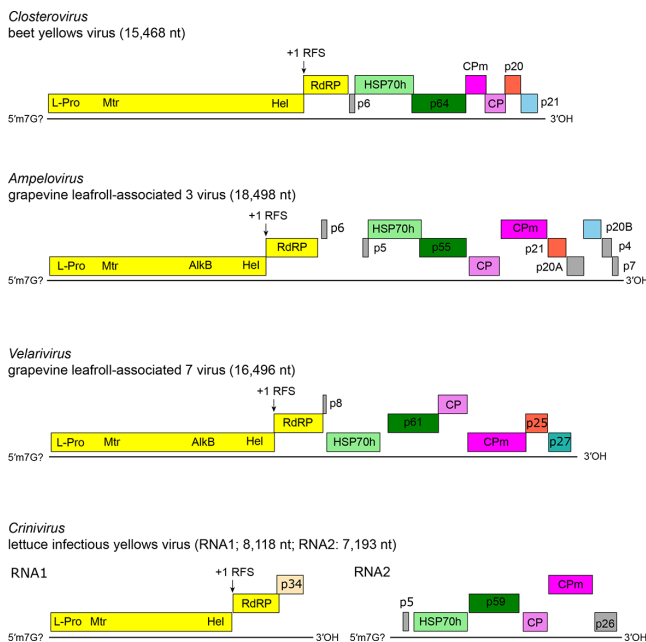 Closterovirus
beet yellows virus (15,468 nt)
+1 RFS
CPm p20
RdRP HSP70h
L-Pro Mtr Hel p6 p64 CP p21
5'm7G? 3'OH
Ampelovirus
grapevine leafroll-associated 3 virus (18,498 nt)
+1 RFS
p6 HSP70h CPm p20B
RdRP p5 p55 p21 p4
L-Pro Mtr AlkB Hel CP p20A p7
5'm7G? 3'OH
Velarivirus
grapevine leafroll-associated 7 virus (16,496 nt)
+1 RFS
p8 CP
RdRP p61 p25
L-Pro Mtr AlkB Hel HSP70h CPm p27
5'm7G? 3'OH
Crinivirus
lettuce infectious yellows virus (RNA1; 8,118 nt; RNA2: 7,193 nt)
RNA1 +1 RFS RNA2
p34 CPm
RdRP p5 p59
L-Pro Mtr Hel HSP70h CP p26
5'm7G? 3'OH 5'm7G? 3'OH